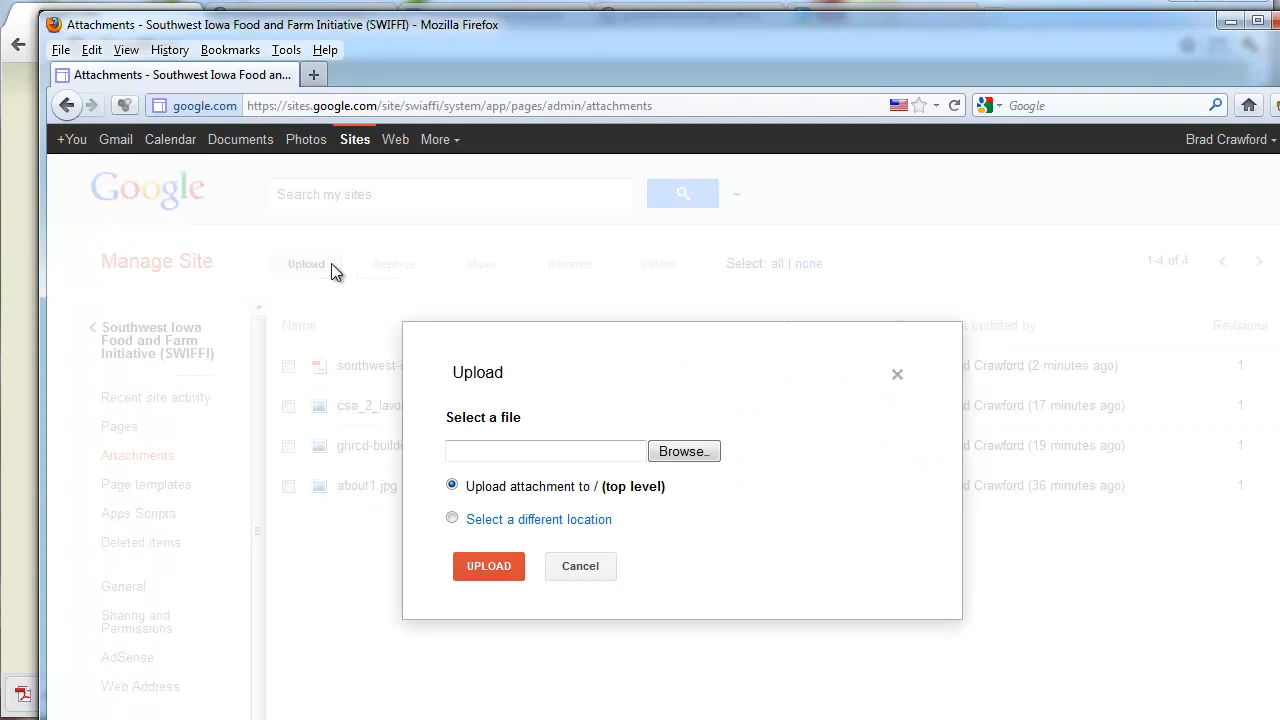 Attachments - Southwest Iowa Food and Farm Initiative (SWIFFI) - Mozilla Firefox
File Edit View History Bookmarks Tools Help
Attachments - Southwest Iowa Food an...
google.com https://sites.google.com/site/swiaffi/system/app/pages/admin/attachments Google
+You Gmail Calendar Documents Photos Sites Web More Brad Crawford
Google Search my sites
Manage Site Upload Replace Move Rename Delete Select: all | none 1-4 of 4
Southwest Iowa
Food and Farm
Initiative (SWIFFI)
Recent site activity
Pages
Attachments
Page templates
Apps Scripts
Deleted items
General
Sharing and
Permissions
AdSense
Web Address
Name updated by Revisions
southwest-i d Crawford (2 minutes ago) 1
csa_2_lavo d Crawford (17 minutes ago) 1
ghrcd-build d Crawford (19 minutes ago) 1
about1.jpg d Crawford (36 minutes ago) 1
Upload
Select a file
Browse...
Upload attachment to / (top level)
Select a different location
UPLOAD Cancel